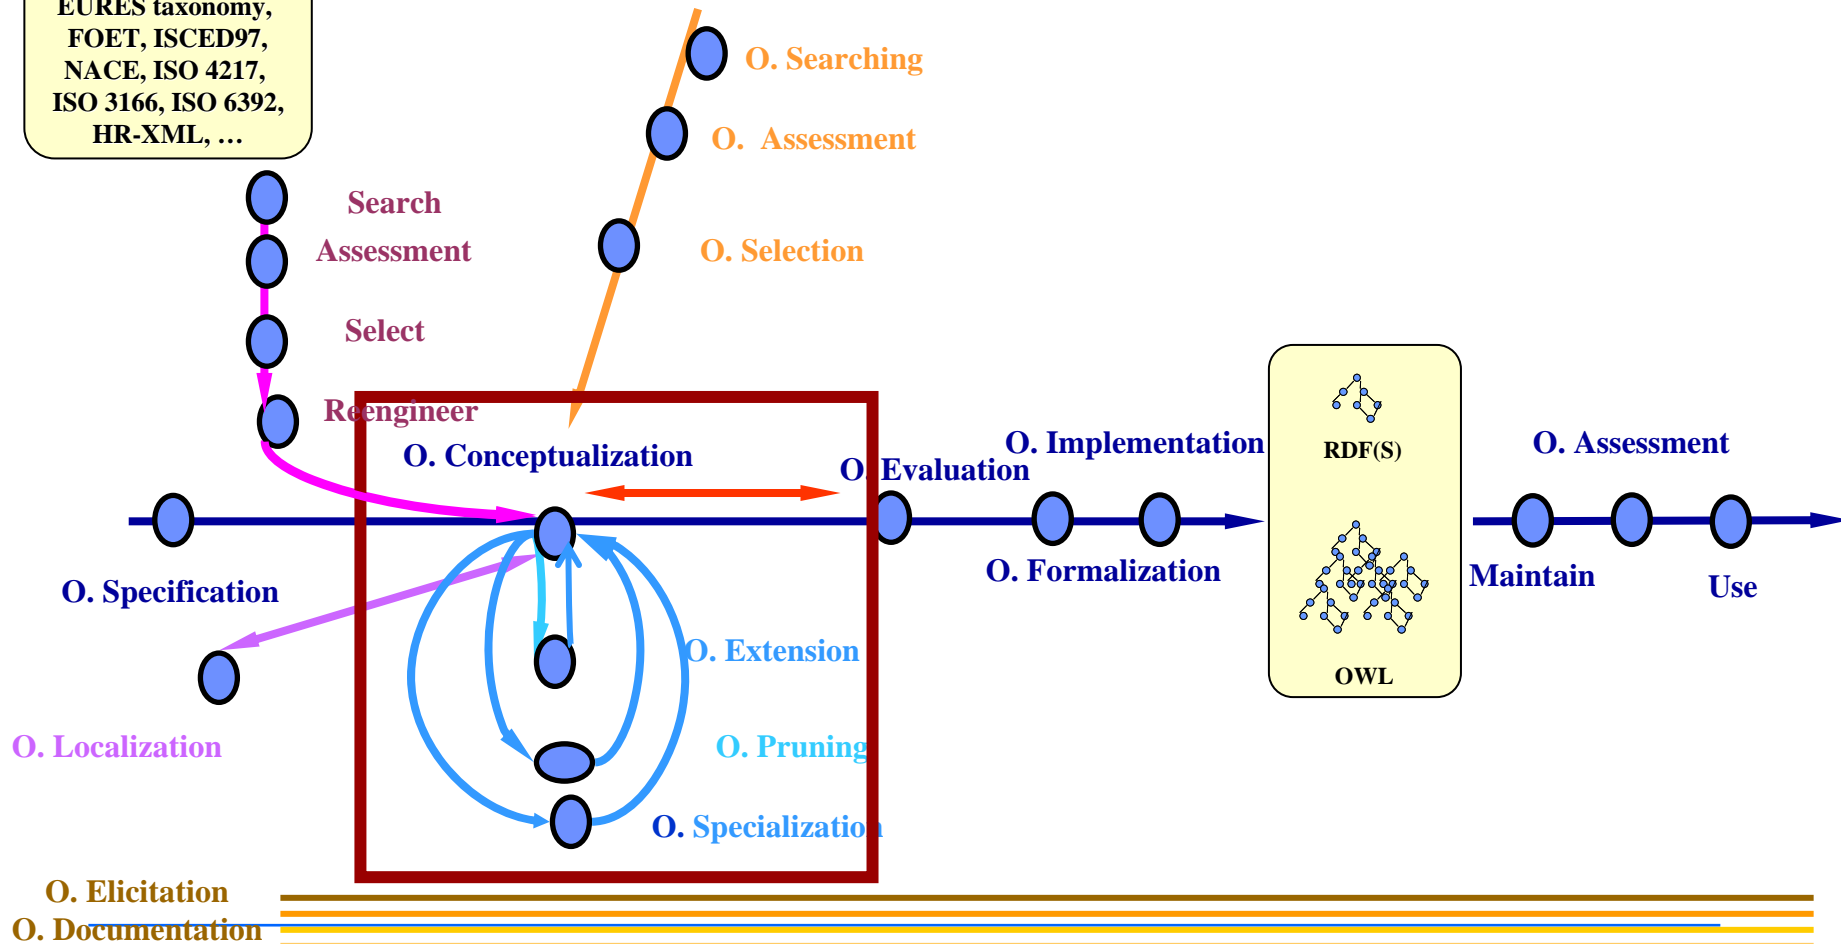 EURES taxonomy,
FOET, ISCED97,
NACE, ISO 4217,
ISO 3166, ISO 6392,
HR-XML, …
O. Searching
O. Assessment
Search
Assessment
O. Selection
Select
Reengineer
O. Conceptualization
O. Evaluation
O. Implementation
RDF(S)
O. Assessment
O. Specification
O. Formalization
Maintain
Use
O. Extension
OWL
O. Localization
O. Pruning
O. Specialization
O. Elicitation
O. Documentation